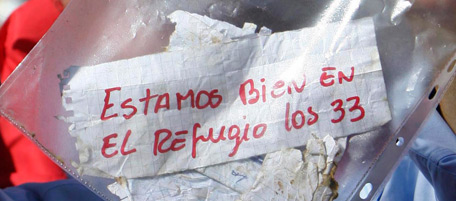 ESTAMOS BIEN EN
EL REfugio los 33